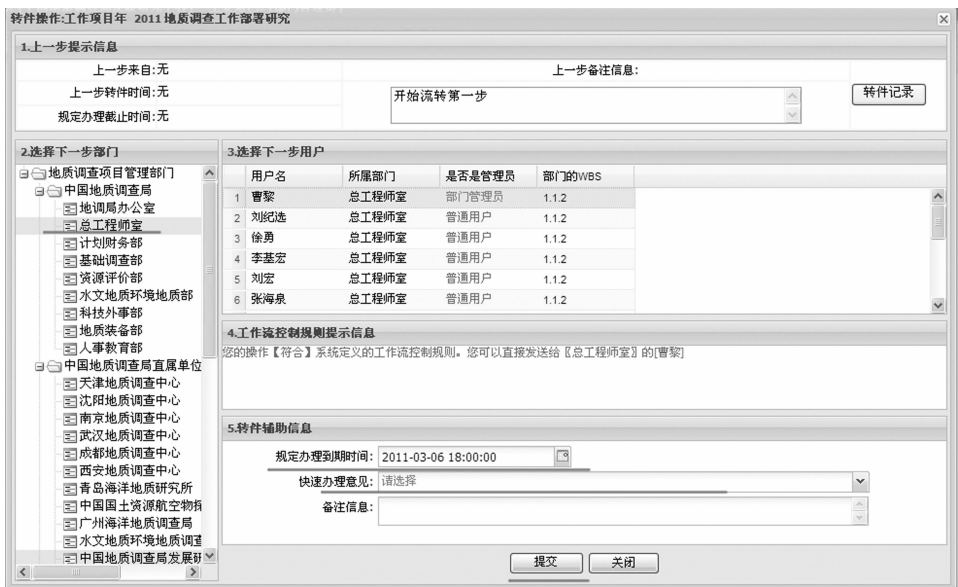 转件操作:工作项目年 2011地质调查工作部署研究
1.上一步提示信息
上一步来自:无
上一步转件时间:无
规定办理截止时间:无
上一步备注信息:
开始流转第一步
转件记录
2.选择下一步部门
地质调查项目管理部门
中国地质调查局
地调局办公室
总工程师室
计划财务部
基础调查部
资源评价部
水文地质环境地质部
科技外事部
地质装备部
人事教育部
中国地质调查局直属单位
天津地质调查中心
沈阳地质调查中心
南京地质调查中心
武汉地质调查中心
成都地质调查中心
西安地质调查中心
青岛海洋地质研究所
中国国土资源航空物探
广州海洋地质调查局
水文地质环境地质调查
中国地质调查局发展研
3.选择下一步用户
用户名 所属部门 是否是管理员 部门的WBS
1 曹黎 总工程师室 部门管理员 1.1.2
2 刘纪选 总工程师室 普通用户 1.1.2
3 徐勇 总工程师室 普通用户 1.1.2
4 李基宏 总工程师室 普通用户 1.1.2
5 刘宏 总工程师室 普通用户 1.1.2
6 张海泉 总工程师室 普通用户 1.1.2
4.工作流控制规则提示信息
您的操作【符合】系统定义的工作流控制规则。您可以直接发送给〖总工程师室〗的[曹黎]
5.转件辅助信息
规定办理到期时间: 2011-03-06 18:00:00
快速办理意见: 请选择
备注信息:
提交 关闭